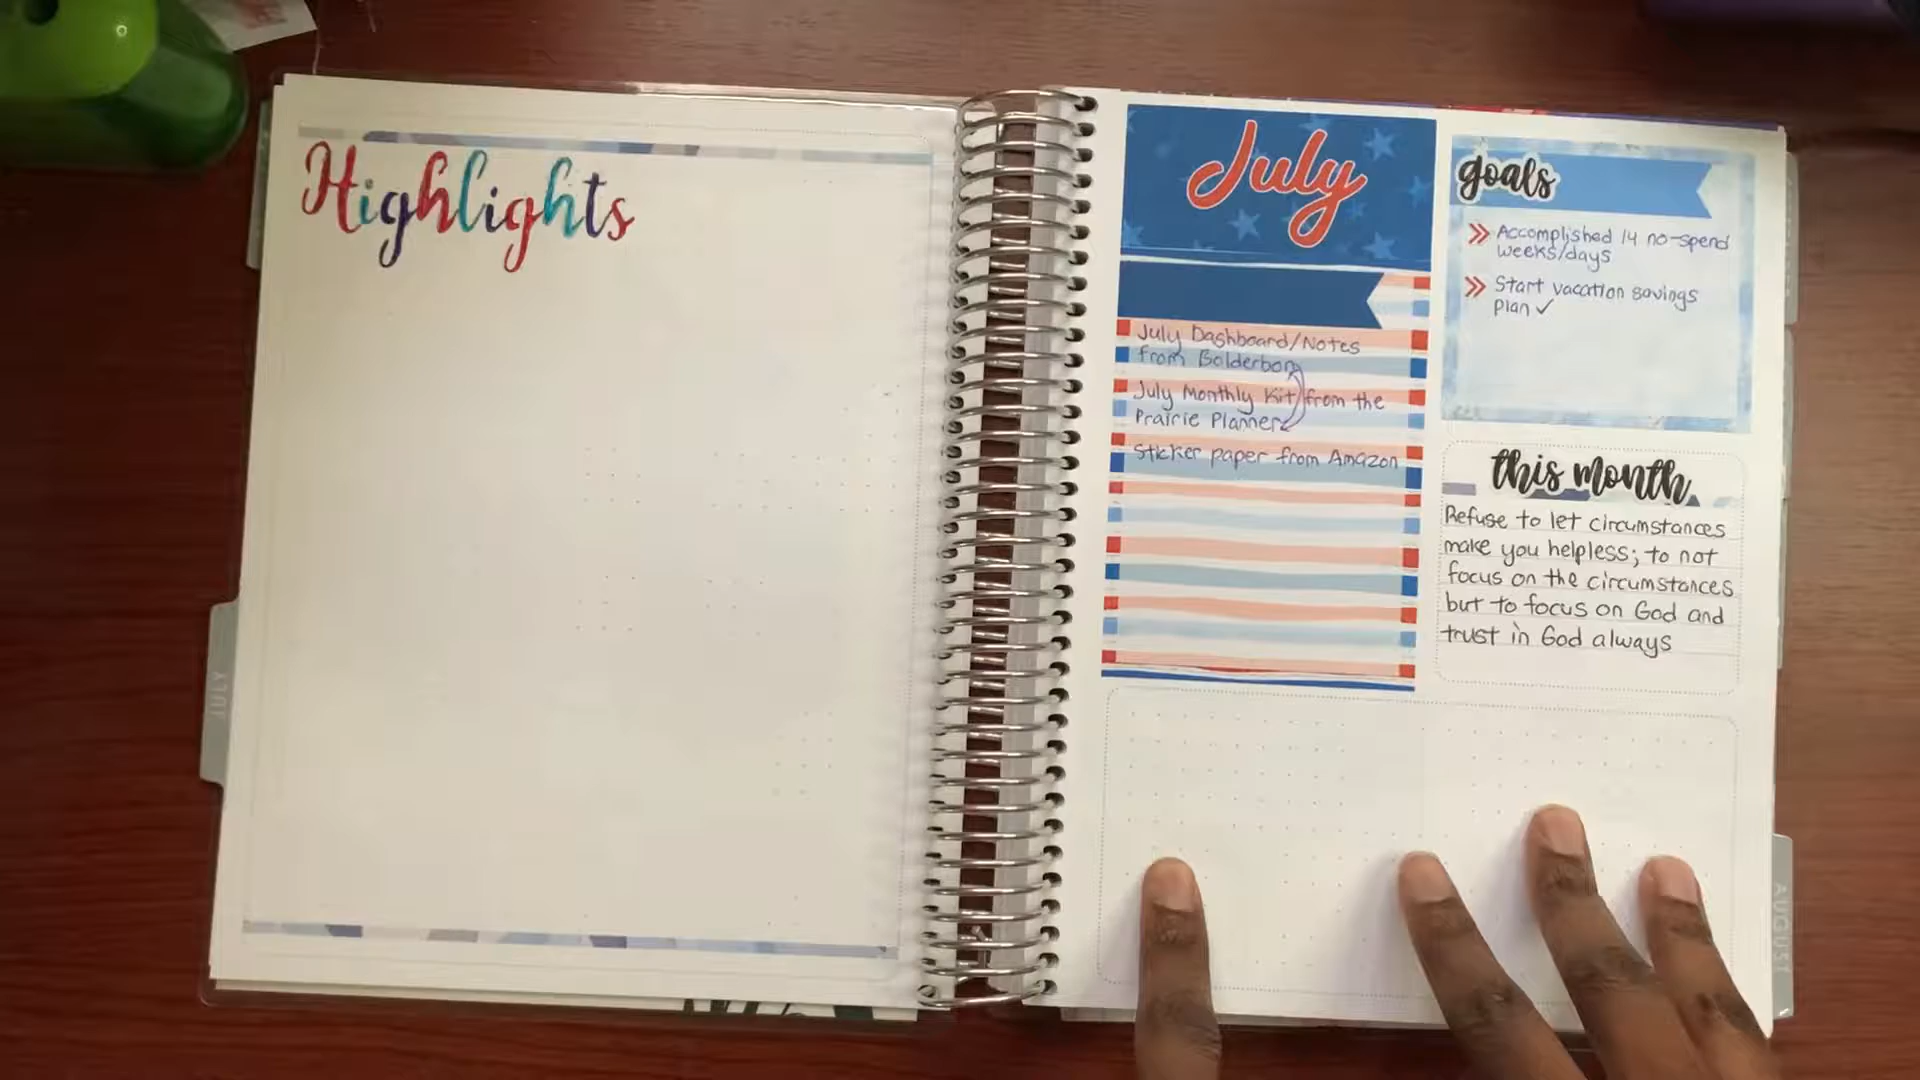 Highlights
July
July Dashboard/Notes
from Bolderbon
July Monthly Kit from the
Prairie Planner
Sticker paper from Amazon
goals
Accomplished 14 no-spend
weeks/days
Start vacation savings
plan ✓
this month
Refuse to let circumstances
make you helpless; to not
focus on the circumstances
but to focus on God and
trust in God always
JULY
AUGUST